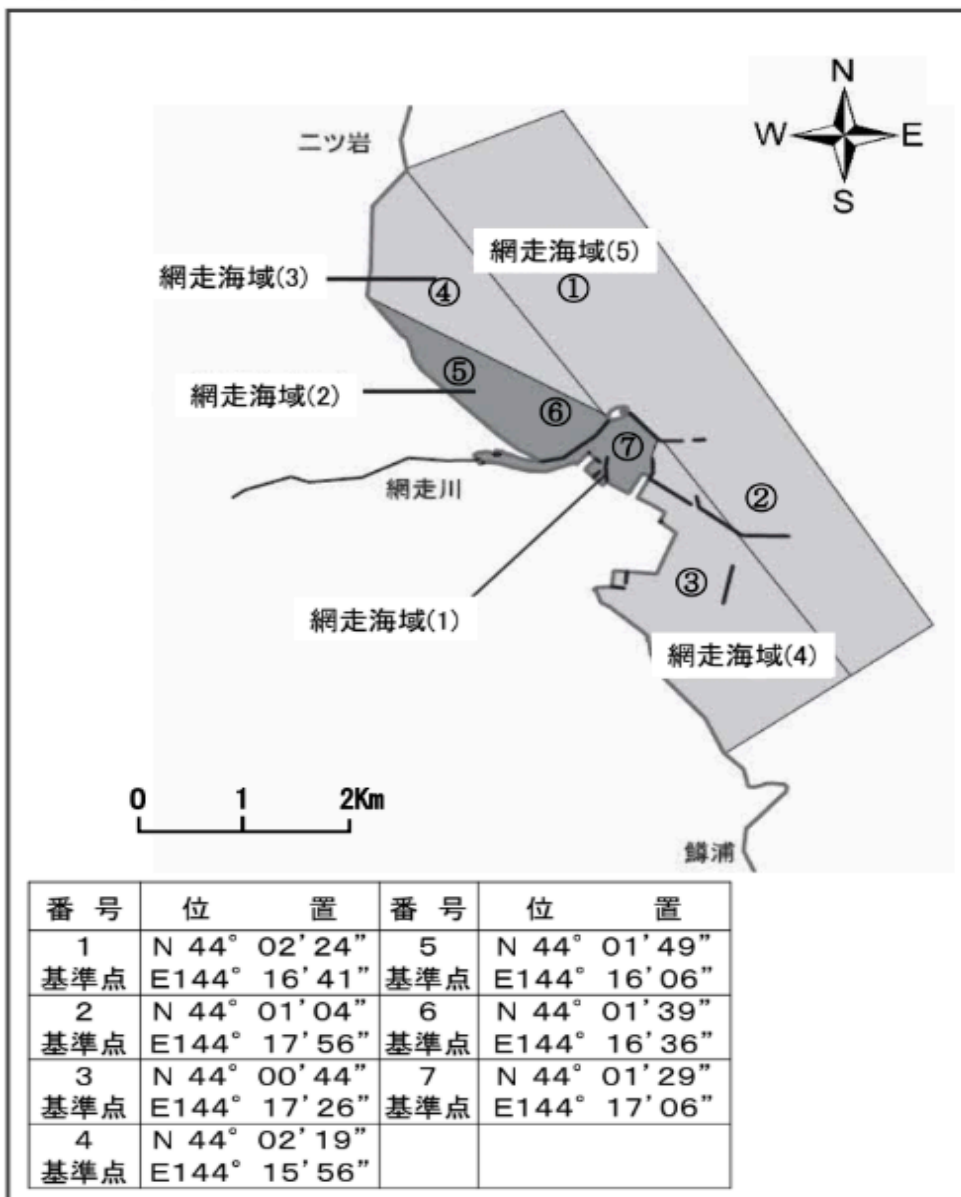 N
W E
S
二ツ岩
網走海域(5)
①
網走海域(3)
④
⑤
網走海域(2)
⑥
⑦
網走川
②
③
網走海域(1)
網走海域(4)
0 1 2Km
鱒浦
番 号 位 置 番 号 位 置
1 N 44° 02’24” 5 N 44° 01’49”
基準点 E144° 16’41” 基準点 E144° 16’06”
2 N 44° 01’04” 6 N 44° 01’39”
基準点 E144° 17’56” 基準点 E144° 16’36”
3 N 44° 00’44” 7 N 44° 01’29”
基準点 E144° 17’26” 基準点 E144° 17’06”
4 N 44° 02’19”
基準点 E144° 15’56”